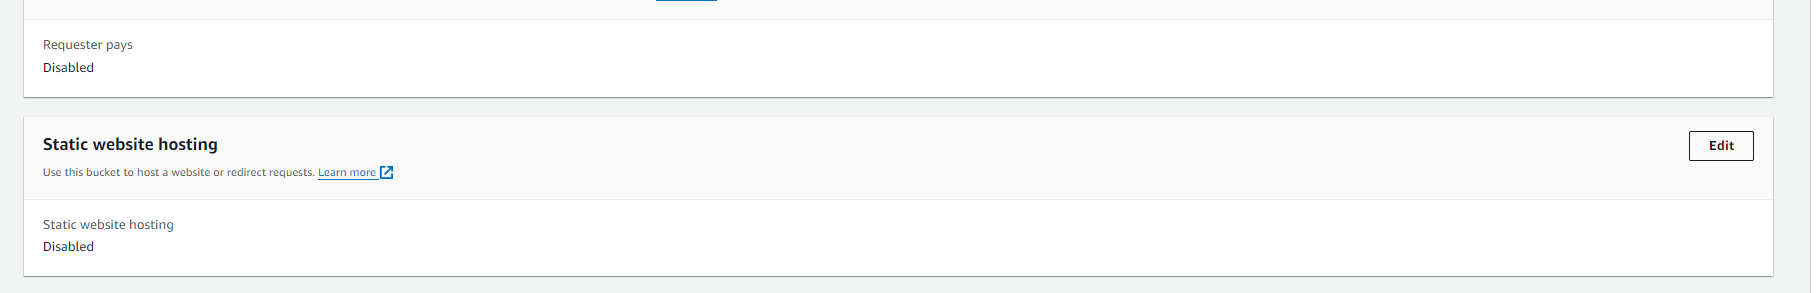 Requester pays
Disabled
Static website hosting
Edit
Use this bucket to host a website or redirect requests. Learn more
Static website hosting
Disabled